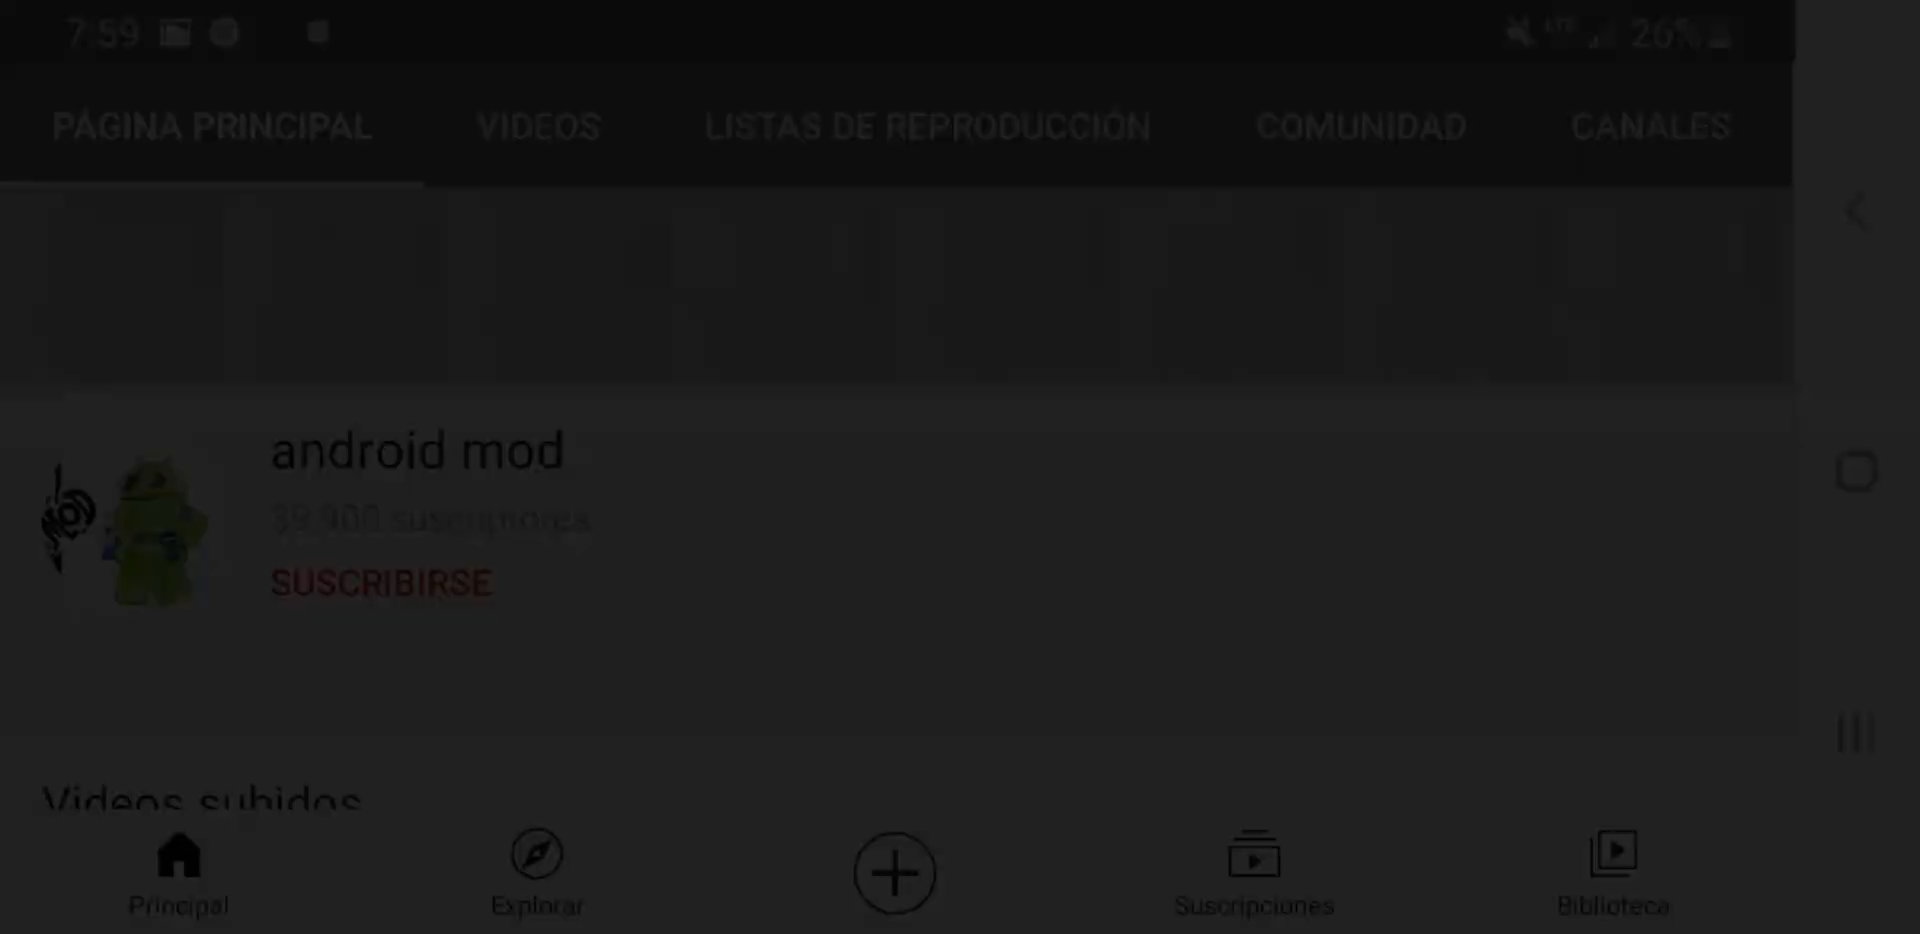 7:59 26%
PÁGINA PRINCIPAL VIDEOS LISTAS DE REPRODUCCIÓN COMUNIDAD CANALES
android mod
suscriptores
SUSCRIBIRSE
Videos subidos
Principal Explorar Suscripciones Biblioteca